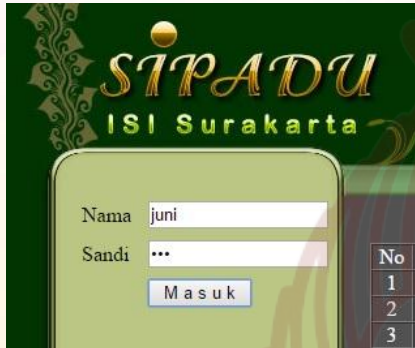 SIPADU
ISI Surakarta
Nama juni
Sandi •••
Masuk
No
1
2
3